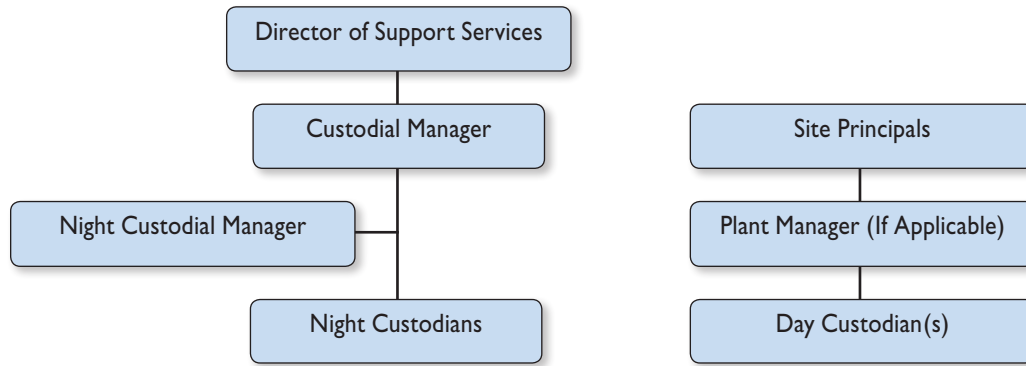 Director of Support Services
Custodial Manager
Night Custodial Manager
Night Custodians
Site Principals
Plant Manager (If Applicable)
Day Custodian(s)